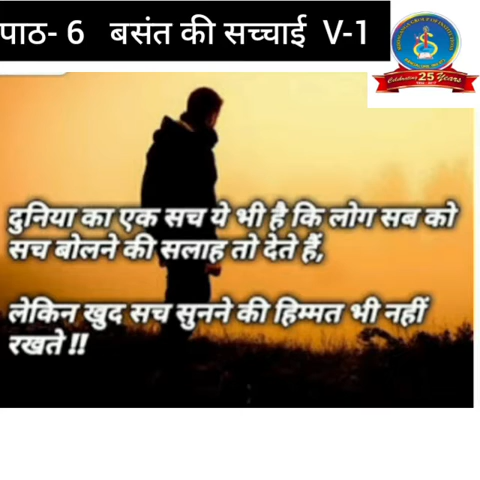 पाठ- 6 बसंत की सच्चाई V-1
Celebrating 25 Years
दुनिया का एक सच ये भी है कि लोग सब को
सच बोलने की सलाह तो देते हैं,
लेकिन खुद सच सुनने की हिम्मत भी नहीं
रखते !!